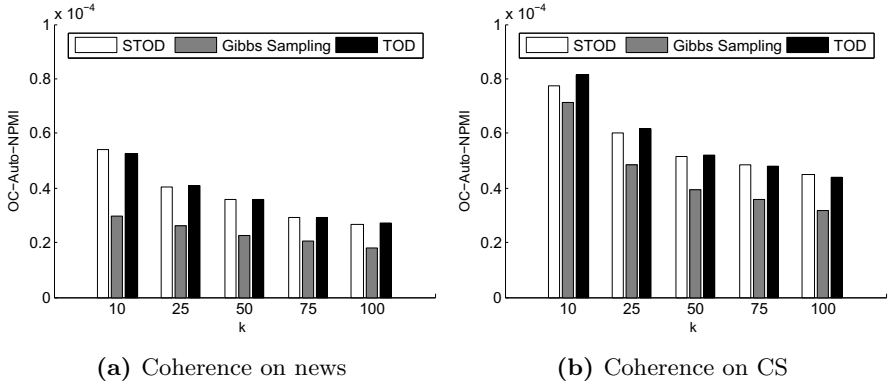 x 10⁻⁴
STOD Gibbs Sampling TOD
OC-Auto-NPMI
1
0.8
0.6
0.4
0.2
0
10 25 50 75 100
k
(a) Coherence on news
x 10⁻⁴
STOD Gibbs Sampling TOD
OC-Auto-NPMI
1
0.8
0.6
0.4
0.2
0
10 25 50 75 100
k
(b) Coherence on CS